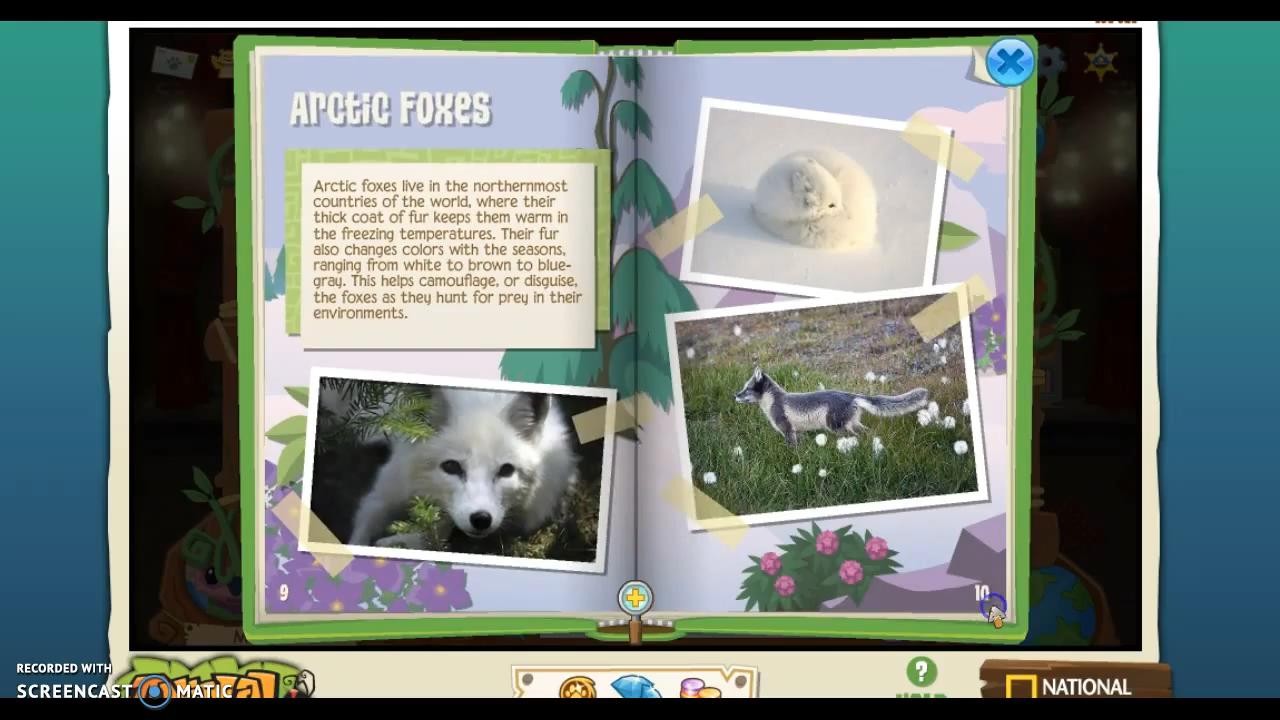 Arctic Foxes
Arctic foxes live in the northernmost
countries of the world, where their
thick coat of fur keeps them warm in
the freezing temperatures. Their fur
also changes colors with the seasons,
ranging from white to brown to blue-
gray. This helps camouflage, or disguise,
the foxes as they hunt for prey in their
environments.
9
10
RECORDED WITH
SCREENCAST MATIC
?
NATIONAL